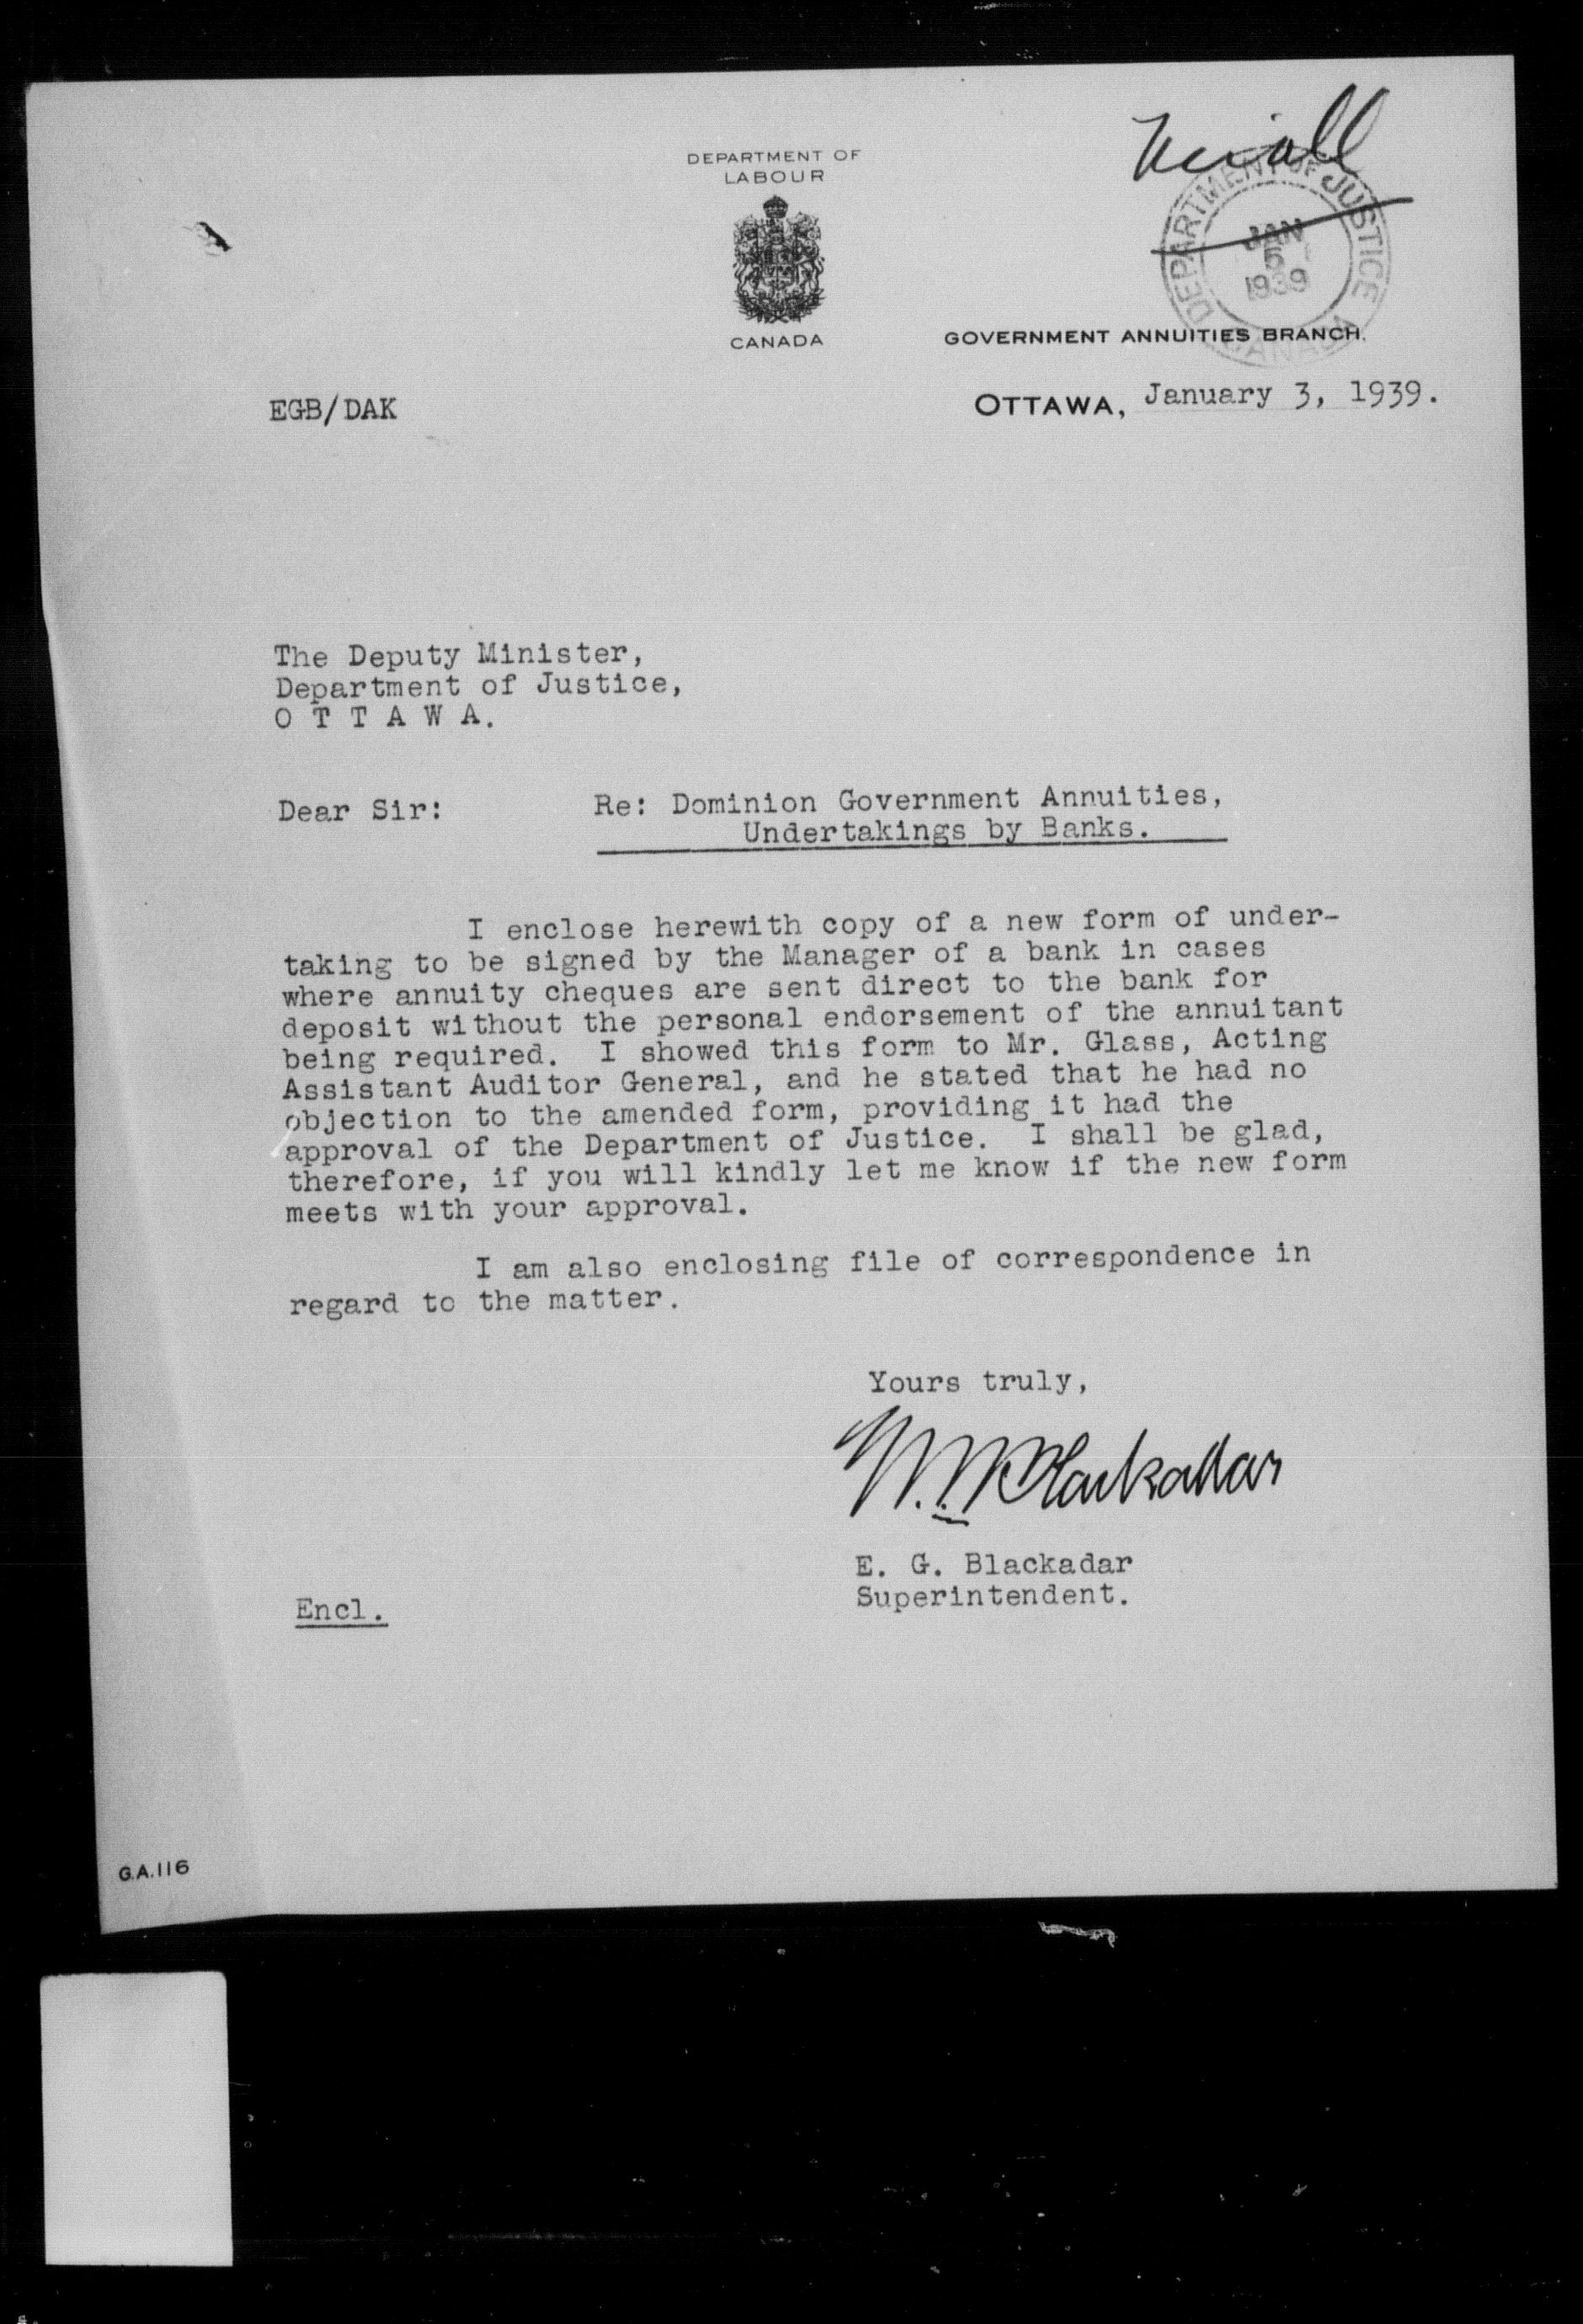 DEPARTMENT OF
LABOUR
CANADA
DEPARTMENT OF JUSTICE
JAN
1939
CANADA
GOVERNMENT ANNUITIES BRANCH.
EGB/DAK
OTTAWA, January 3, 1939.
The Deputy Minister,
Department of Justice,
O T T A W A.
Dear Sir: Re: Dominion Government Annuities,
Undertakings by Banks.
I enclose herewith copy of a new form of under-
taking to be signed by the Manager of a bank in cases
where annuity cheques are sent direct to the bank for
deposit without the personal endorsement of the annuitant
being required. I showed this form to Mr. Glass, Acting
Assistant Auditor General, and he stated that he had no
objection to the amended form, providing it had the
approval of the Department of Justice. I shall be glad,
therefore, if you will kindly let me know if the new form
meets with your approval.
I am also enclosing file of correspondence in
regard to the matter.
Yours truly,
Blackadar
E. G. Blackadar
Superintendent.
Encl.
G.A.116